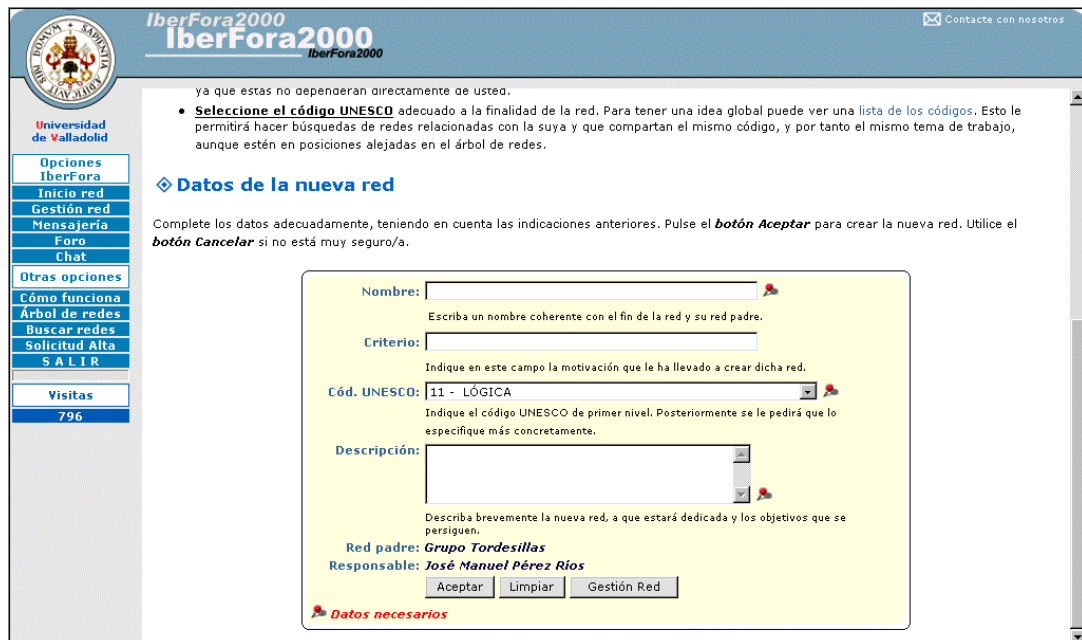 IberFora2000
IberFora2000
IberFora2000
Contacte con nosotros
Universidad
de Valladolid
Opciones
IberFora
Inicio red
Gestión red
Mensajería
Foro
Chat
Otras opciones
Cómo funciona
Árbol de redes
Buscar redes
Solicitud Alta
S A L I R
Visitas
796
ya que estas no dependerán directamente de usted.
• Seleccione el código UNESCO adecuado a la finalidad de la red. Para tener una idea global puede ver una lista de los códigos. Esto le
permitirá hacer búsquedas de redes relacionadas con la suya y que compartan el mismo código, y por tanto el mismo tema de trabajo,
aunque estén en posiciones alejadas en el árbol de redes.
Datos de la nueva red
Complete los datos adecuadamente, teniendo en cuenta las indicaciones anteriores. Pulse el botón Aceptar para crear la nueva red. Utilice el
botón Cancelar si no está muy seguro/a.
Nombre:
Escriba un nombre coherente con el fin de la red y su red padre.
Criterio:
Indique en este campo la motivación que le ha llevado a crear dicha red.
Cód. UNESCO: 11 - LÓGICA
Indique el código UNESCO de primer nivel. Posteriormente se le pedirá que lo
especifique más concretamente.
Descripción:
Describa brevemente la nueva red, a que estará dedicada y los objetivos que se
persiguen.
Red padre: Grupo Tordesillas
Responsable: José Manuel Pérez Ríos
Aceptar Limpiar Gestión Red
Datos necesarios